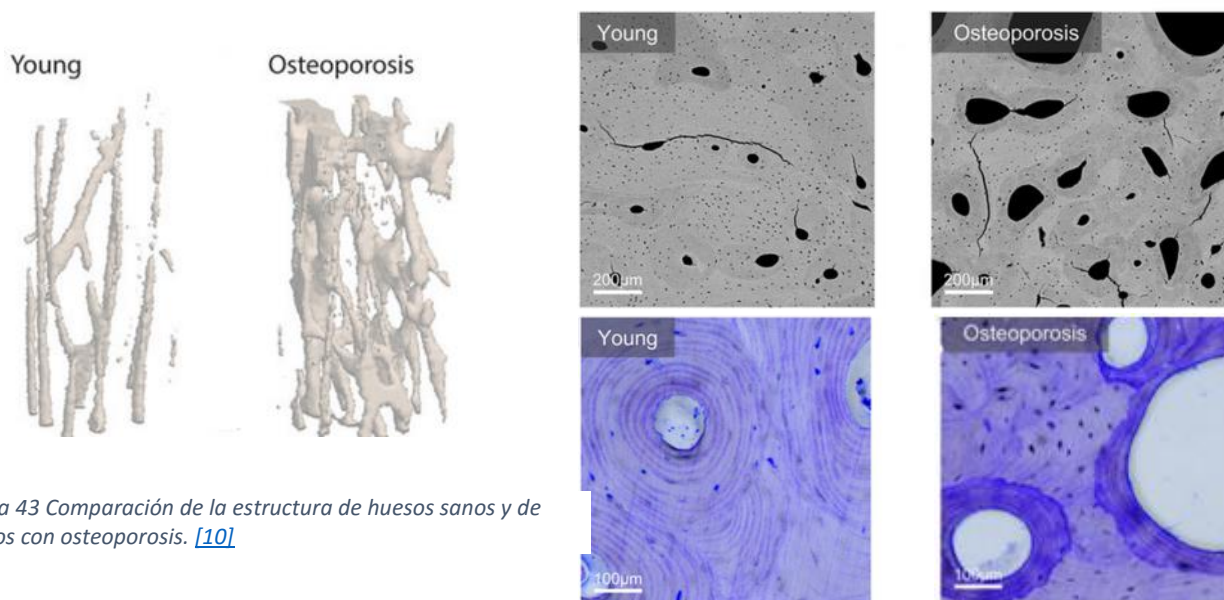 Young
Osteoporosis
Young
Osteoporosis
200µm
200µm
Young
Osteoporosis
a 43 Comparación de la estructura de huesos sanos y de
os con osteoporosis. [10]
100µm
100µm